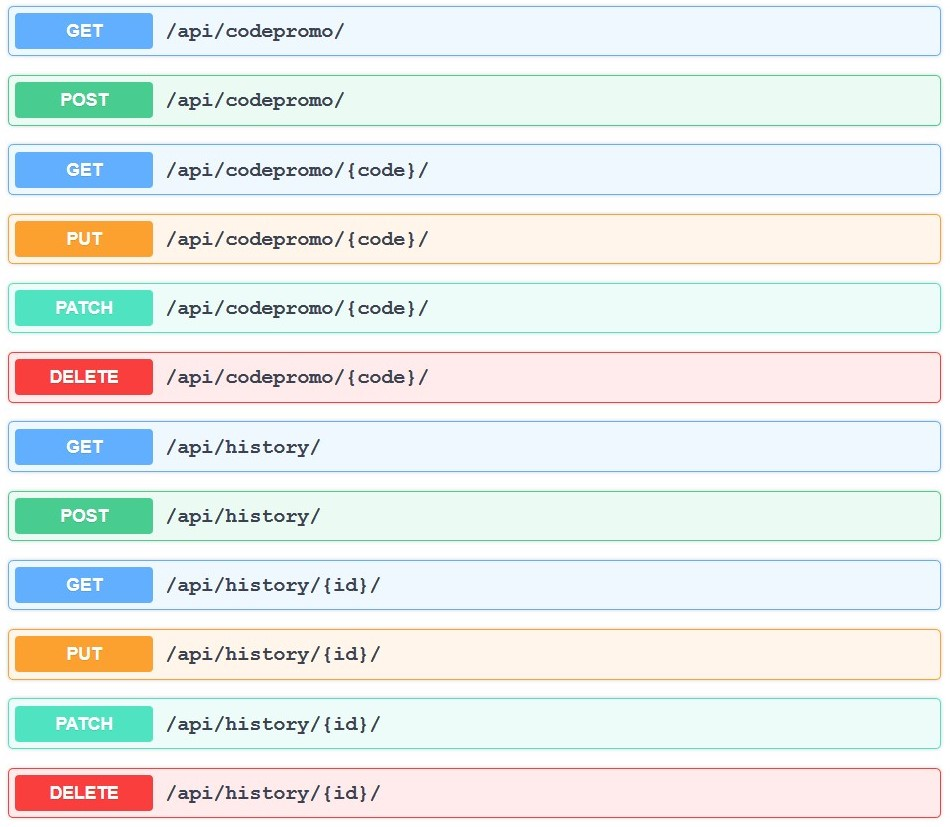 GET /api/codepromo/
POST /api/codepromo/
GET /api/codepromo/{code}/
PUT /api/codepromo/{code}/
PATCH /api/codepromo/{code}/
DELETE /api/codepromo/{code}/
GET /api/history/
POST /api/history/
GET /api/history/{id}/
PUT /api/history/{id}/
PATCH /api/history/{id}/
DELETE /api/history/{id}/